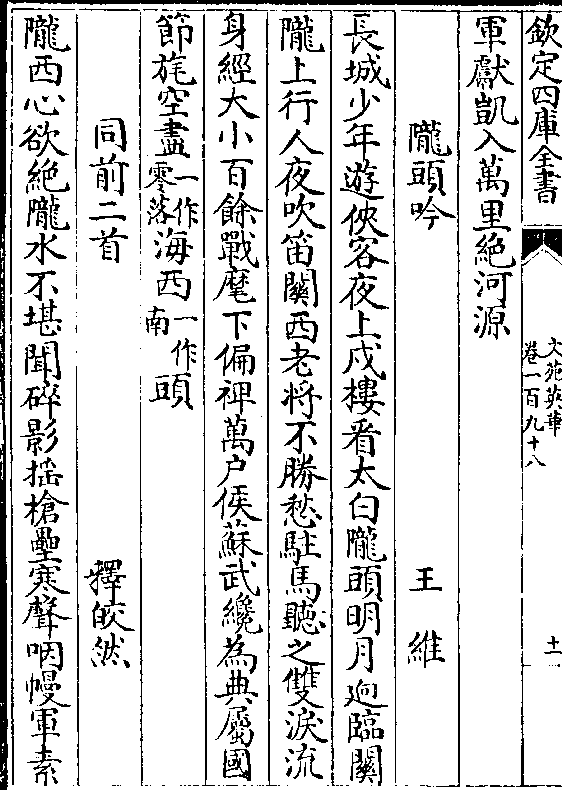 欽定四庫全書
文苑英華
卷一百九十八
十一
軍獻凱入萬里絶河源
隴頭吟
王維
長城少年遊俠客夜上戍樓看太白隴頭明月逈臨關
隴上行人夜吹笛關西老將不勝愁駐馬聽之雙淚流
身經大小百餘戰麾下偏裨萬户侯蘇武纔為典屬國
節旄空盡一作零落海西一作南頭
同前二首
釋皎然
隴西心欲絶隴水不堪聞碎影揺槍壘寒聲咽幔軍素